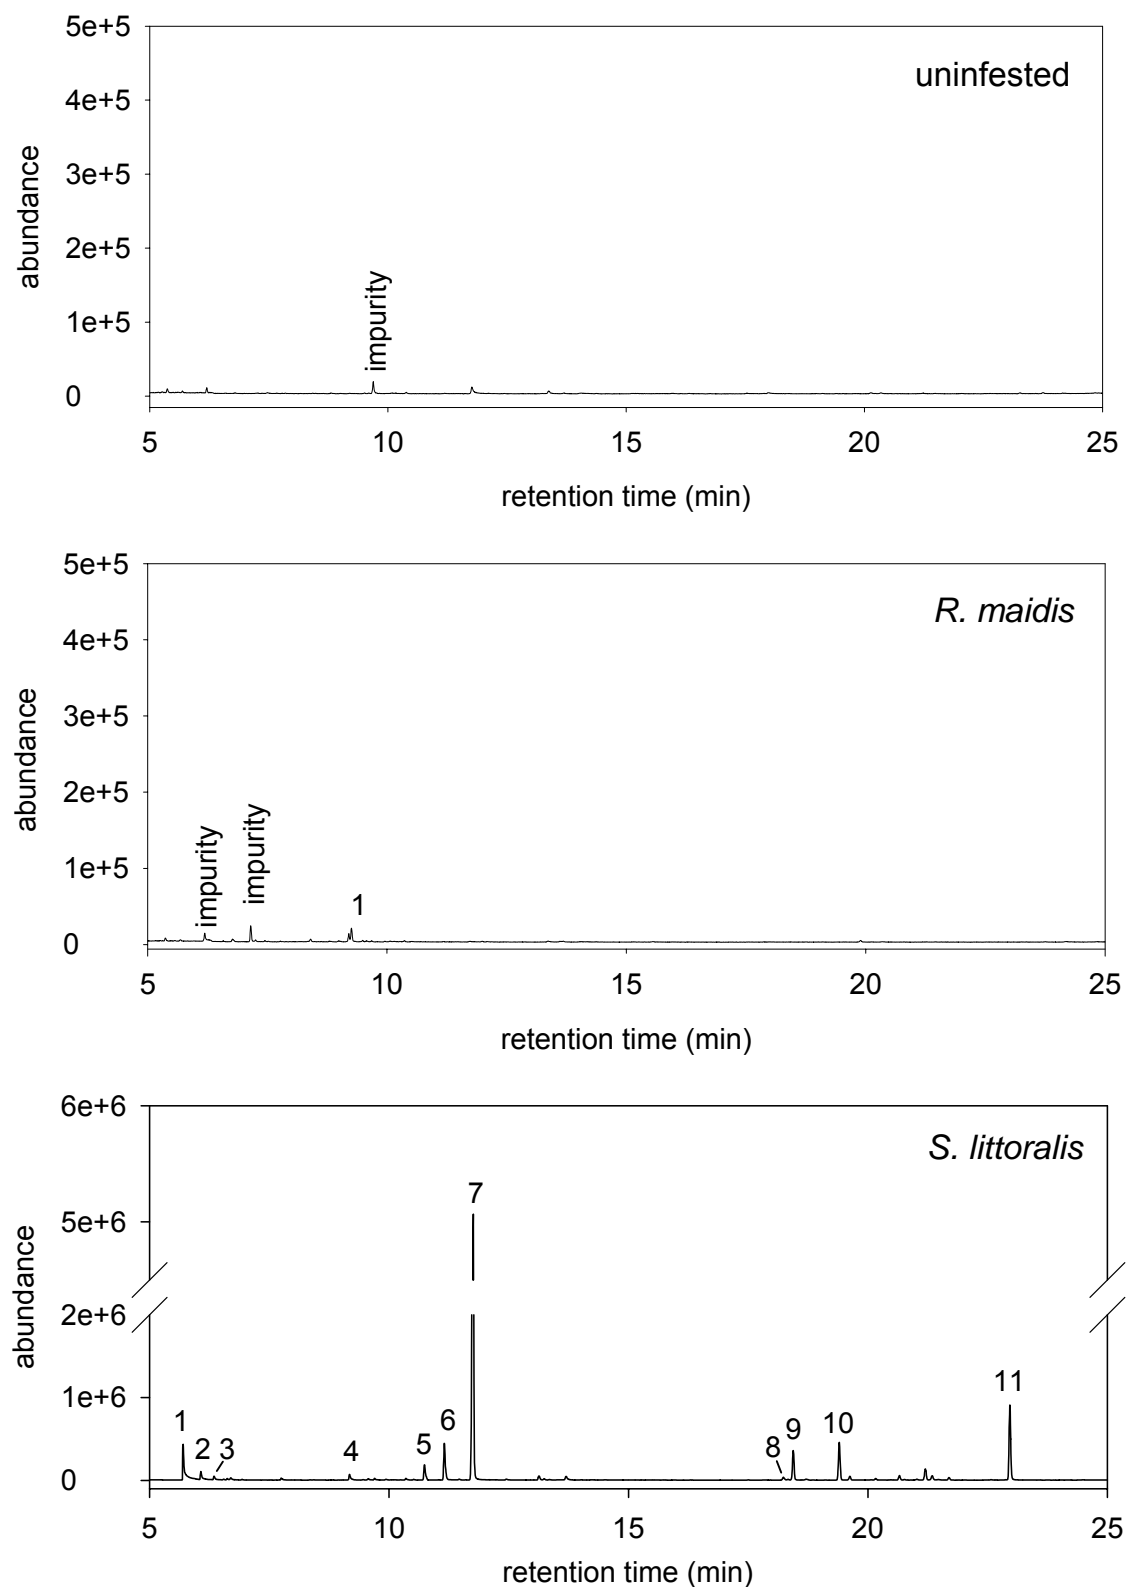 5e+5
uninfested
4e+5
3e+5
abundance
2e+5
impurity
1e+5
0
5 10 15 20 25
retention time (min)
5e+5
R. maidis
4e+5
3e+5
abundance
2e+5
impurity impurity
1e+5
1
0
5 10 15 20 25
retention time (min)
6e+6
S. littoralis
7
5e+6
abundance
2e+6
1e+6
1 2 3 4 5 6 8 9 10 11
0
5 10 15 20 25
retention time (min)